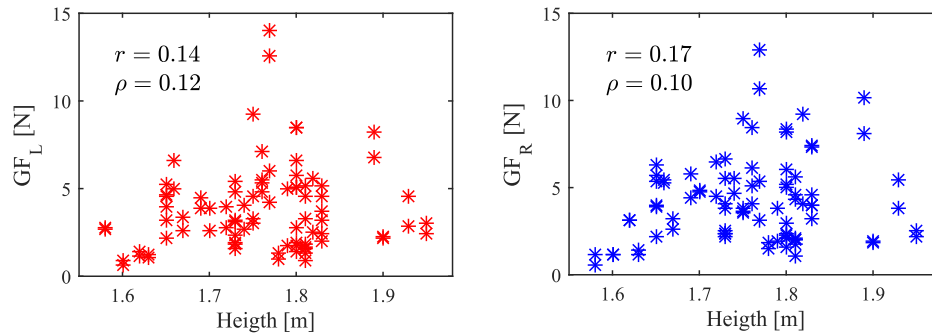 15
10
5
0
GF_L [N]
r = 0.14
ρ = 0.12
1.6 1.7 1.8 1.9
Heigth [m]
15
10
5
0
GF_R [N]
r = 0.17
ρ = 0.10
1.6 1.7 1.8 1.9
Heigth [m]